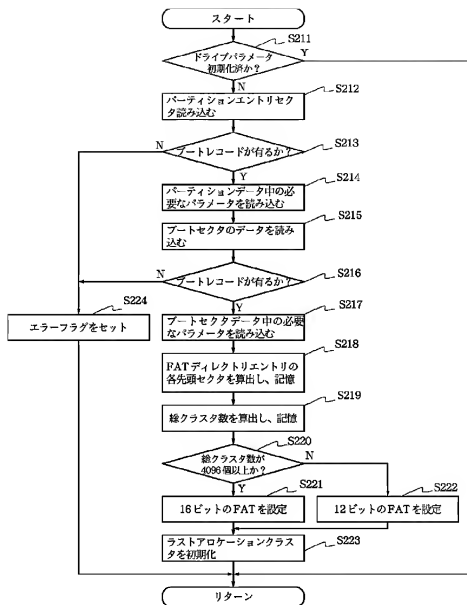 スタート
S211
ドライブパラメータ
初期化済か?
Y
N
S212
パーティションエントリセク
タ読み込む
N
S213
ブートレコードが有るか?
Y
S214
パーティションデータ中の必
要なパラメータを読み込む
S215
ブートセクタのデータを読み
込む
N
S216
ブートレコードが有るか?
Y
S224
エラーフラグをセット
S217
ブートセクタデータ中の必要
なパラメータを読み込む
S218
FATディレクトリエントリの
各先頭セクタを算出し、記憶
S219
総クラスタ数を算出し、記憶
S220
総クラスタ数が
4096個以上か?
N
Y
S221
16ビットのFATを設定
S222
12ビットのFATを設定
S223
ラストアロケーションクラス
タを初期化
リターン